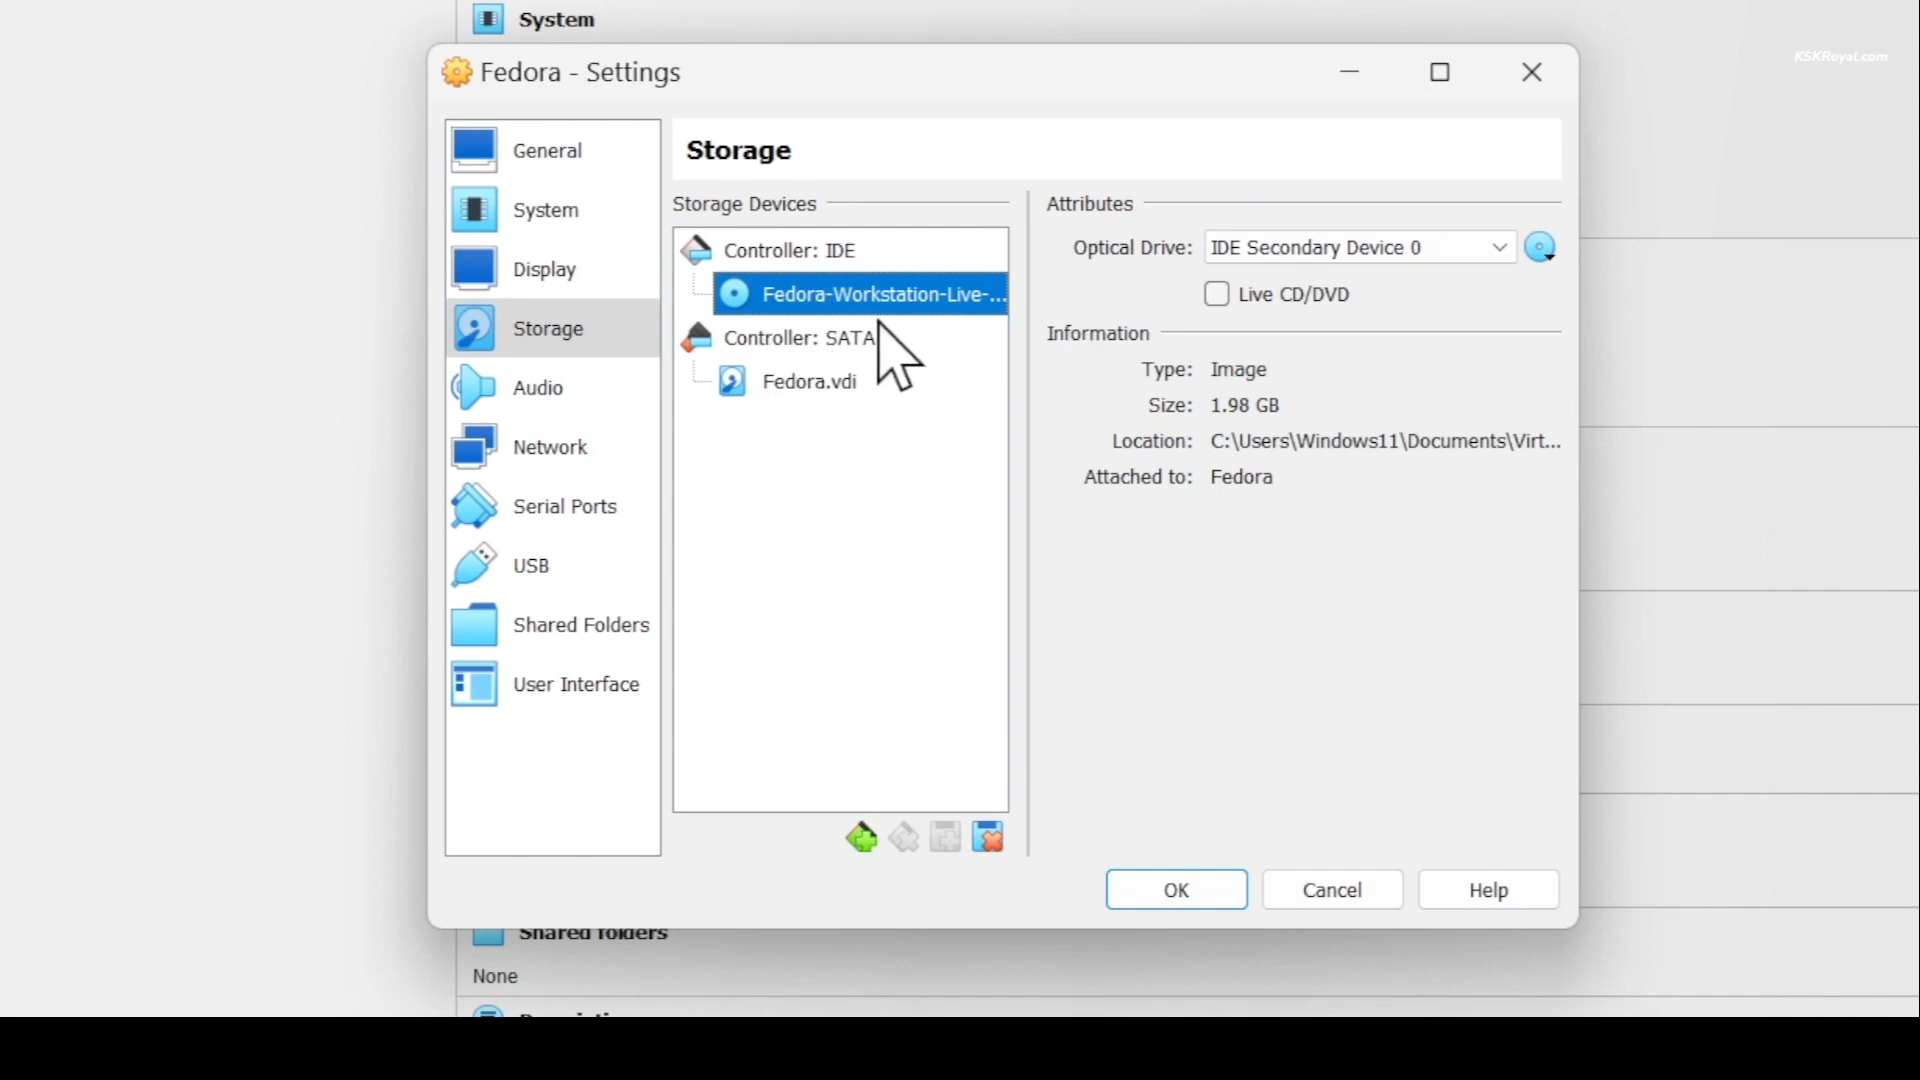 System
KSKRoyal.com
Fedora - Settings
General
System
Display
Storage
Audio
Network
Serial Ports
USB
Shared Folders
User Interface
Storage
Storage Devices
Controller: IDE
Fedora-Workstation-Live-...
Controller: SATA
Fedora.vdi
Attributes
Optical Drive: IDE Secondary Device 0
Live CD/DVD
Information
Type: Image
Size: 1.98 GB
Location: C:\Users\Windows11\Documents\Virt...
Attached to: Fedora
OK
Cancel
Help
Shared folders
None